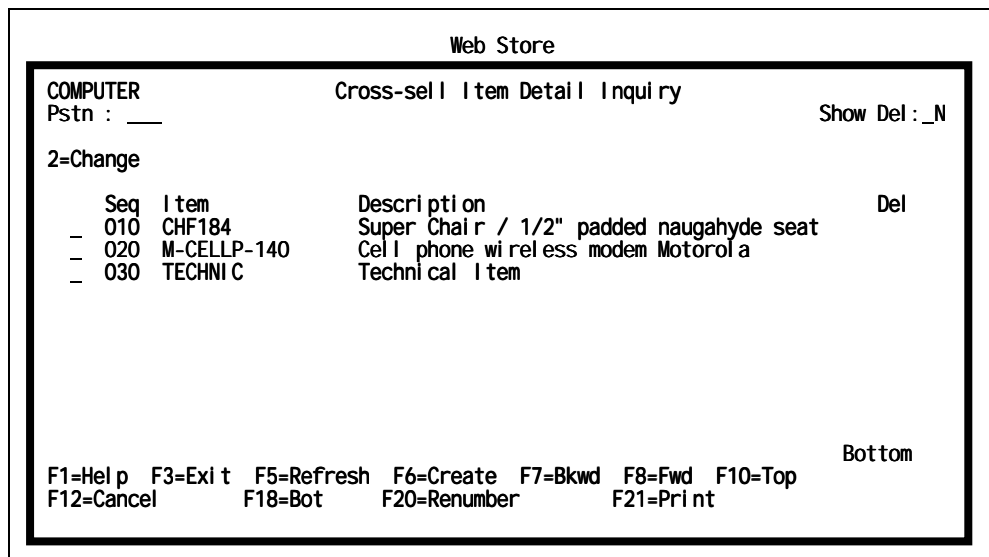 Web Store
COMPUTER Cross-sell Item Detail Inquiry
Pstn : ___ Show Del:_N
2=Change
Seq Item Description Del
_ 010 CHF184 Super Chair / 1/2" padded naugahyde seat
_ 020 M-CELLP-140 Cell phone wireless modem Motorola
_ 030 TECHNIC Technical Item
Bottom
F1=Help F3=Exit F5=Refresh F6=Create F7=Bkwd F8=Fwd F10=Top
F12=Cancel F18=Bot F20=Renumber F21=Print